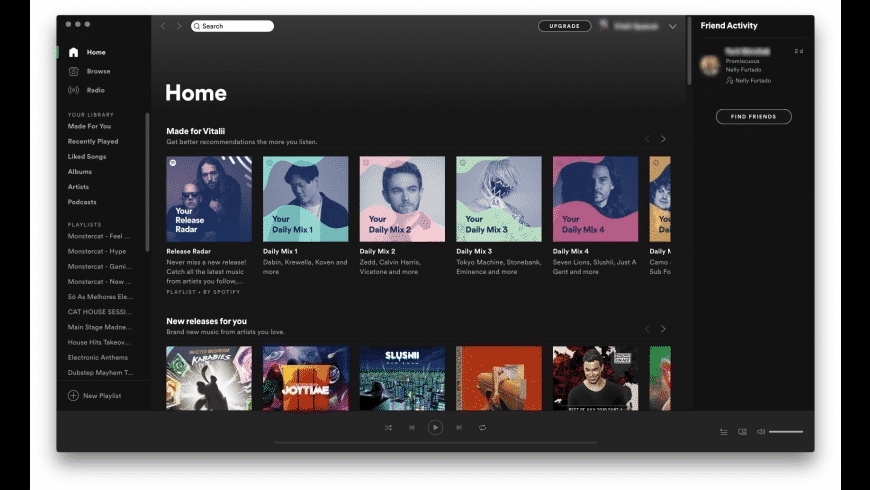 Search
UPGRADE
Friend Activity
Home
Browse
Radio
YOUR LIBRARY
Made For You
Recently Played
Liked Songs
Albums
Artists
Podcasts
PLAYLISTS
Monstercat - Feel ...
Monstercat - Hype
Monstercat - Gami...
Monstercat - New ...
Só As Melhores Ele...
CAT HOUSE SESSI...
Main Stage Madne...
House Hits Takeov...
Electronic Anthems
Dubstep Mayhem T...
New Playlist
Home
Made for Vitalii
Get better recommendations the more you listen.
Your
Release
Radar
Your
Daily Mix 1
Your
Daily Mix 2
Your
Daily Mix 3
Your
Daily Mix 4
Release Radar
Never miss a new release!
Catch all the latest music
from artists you follow,...
PLAYLIST • BY SPOTIFY
Daily Mix 1
Dabin, Krewella, Koven and
more
Daily Mix 2
Zedd, Calvin Harris,
Vicetone and more
Daily Mix 3
Tokyo Machine, Stonebank,
Eminence and more
Daily Mix 4
Seven Lions, Slushii, Just A
Gent and more
Daily M
Camo
Sub Fo
New releases for you
Brand new music from artists you love.
KARABIES
JOYTIME
SLUSHII
2 d
Promiscuous
Nelly Furtado
Nelly Furtado
FIND FRIENDS